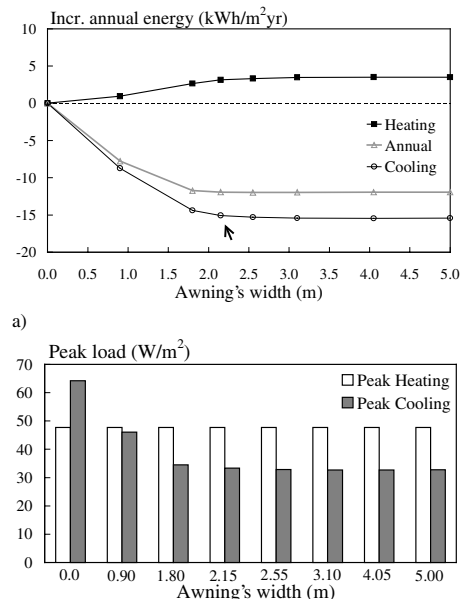 Incr. annual energy (kWh/m²yr)
10
5
0
-5
-10
-15
-20
Heating
Annual
Cooling
0.0 0.5 1.0 1.5 2.0 2.5 3.0 3.5 4.0 4.5 5.0
Awning's width (m)
a)
Peak load (W/m²)
70
60
50
40
30
20
10
0
Peak Heating
Peak Cooling
0.0 0.90 1.80 2.15 2.55 3.10 4.05 5.00
Awning's width (m)